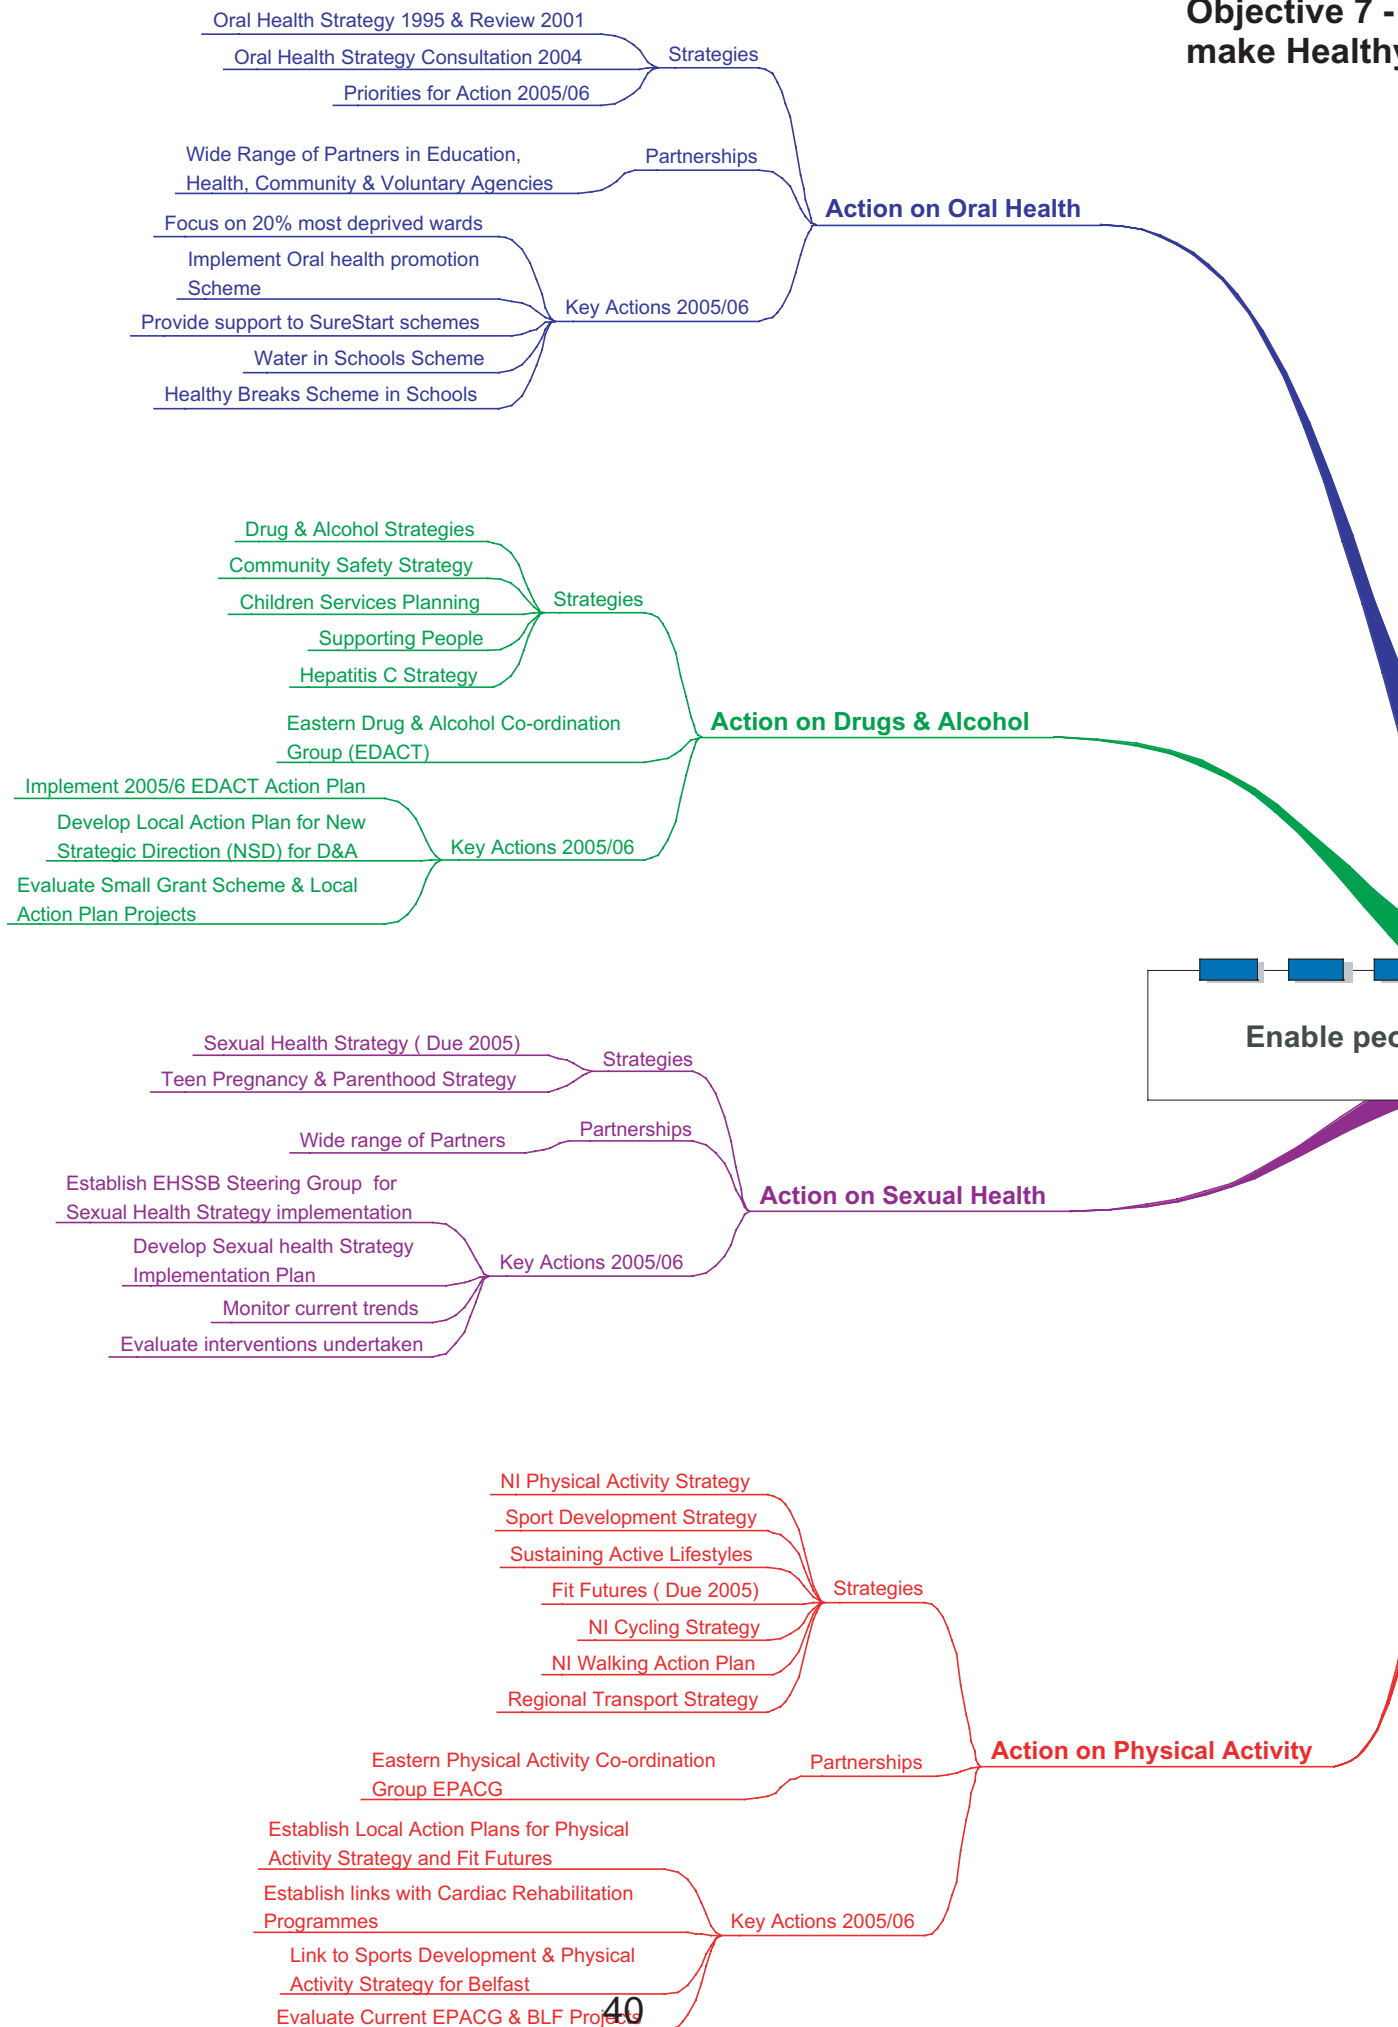 Objective 7 -
make Healthy
Oral Health Strategy 1995 & Review 2001
Oral Health Strategy Consultation 2004
Priorities for Action 2005/06
Strategies
Wide Range of Partners in Education,
Health, Community & Voluntary Agencies
Partnerships
Action on Oral Health
Focus on 20% most deprived wards
Implement Oral health promotion
Scheme
Provide support to SureStart schemes
Water in Schools Scheme
Healthy Breaks Scheme in Schools
Key Actions 2005/06
Drug & Alcohol Strategies
Community Safety Strategy
Children Services Planning
Supporting People
Hepatitis C Strategy
Strategies
Eastern Drug & Alcohol Co-ordination
Group (EDACT)
Action on Drugs & Alcohol
Implement 2005/6 EDACT Action Plan
Develop Local Action Plan for New
Strategic Direction (NSD) for D&A
Evaluate Small Grant Scheme & Local
Action Plan Projects
Key Actions 2005/06
Enable peo
Sexual Health Strategy ( Due 2005)
Teen Pregnancy & Parenthood Strategy
Strategies
Wide range of Partners
Partnerships
Action on Sexual Health
Establish EHSSB Steering Group  for
Sexual Health Strategy implementation
Develop Sexual health Strategy
Implementation Plan
Monitor current trends
Evaluate interventions undertaken
Key Actions 2005/06
NI Physical Activity Strategy
Sport Development Strategy
Sustaining Active Lifestyles
Fit Futures ( Due 2005)
NI Cycling Strategy
NI Walking Action Plan
Regional Transport Strategy
Strategies
Eastern Physical Activity Co-ordination
Group EPACG
Partnerships
Action on Physical Activity
Establish Local Action Plans for Physical
Activity Strategy and Fit Futures
Establish links with Cardiac Rehabilitation
Programmes
Link to Sports Development & Physical
Activity Strategy for Belfast
Evaluate Current EPACG & BLF Projects
Key Actions 2005/06
40